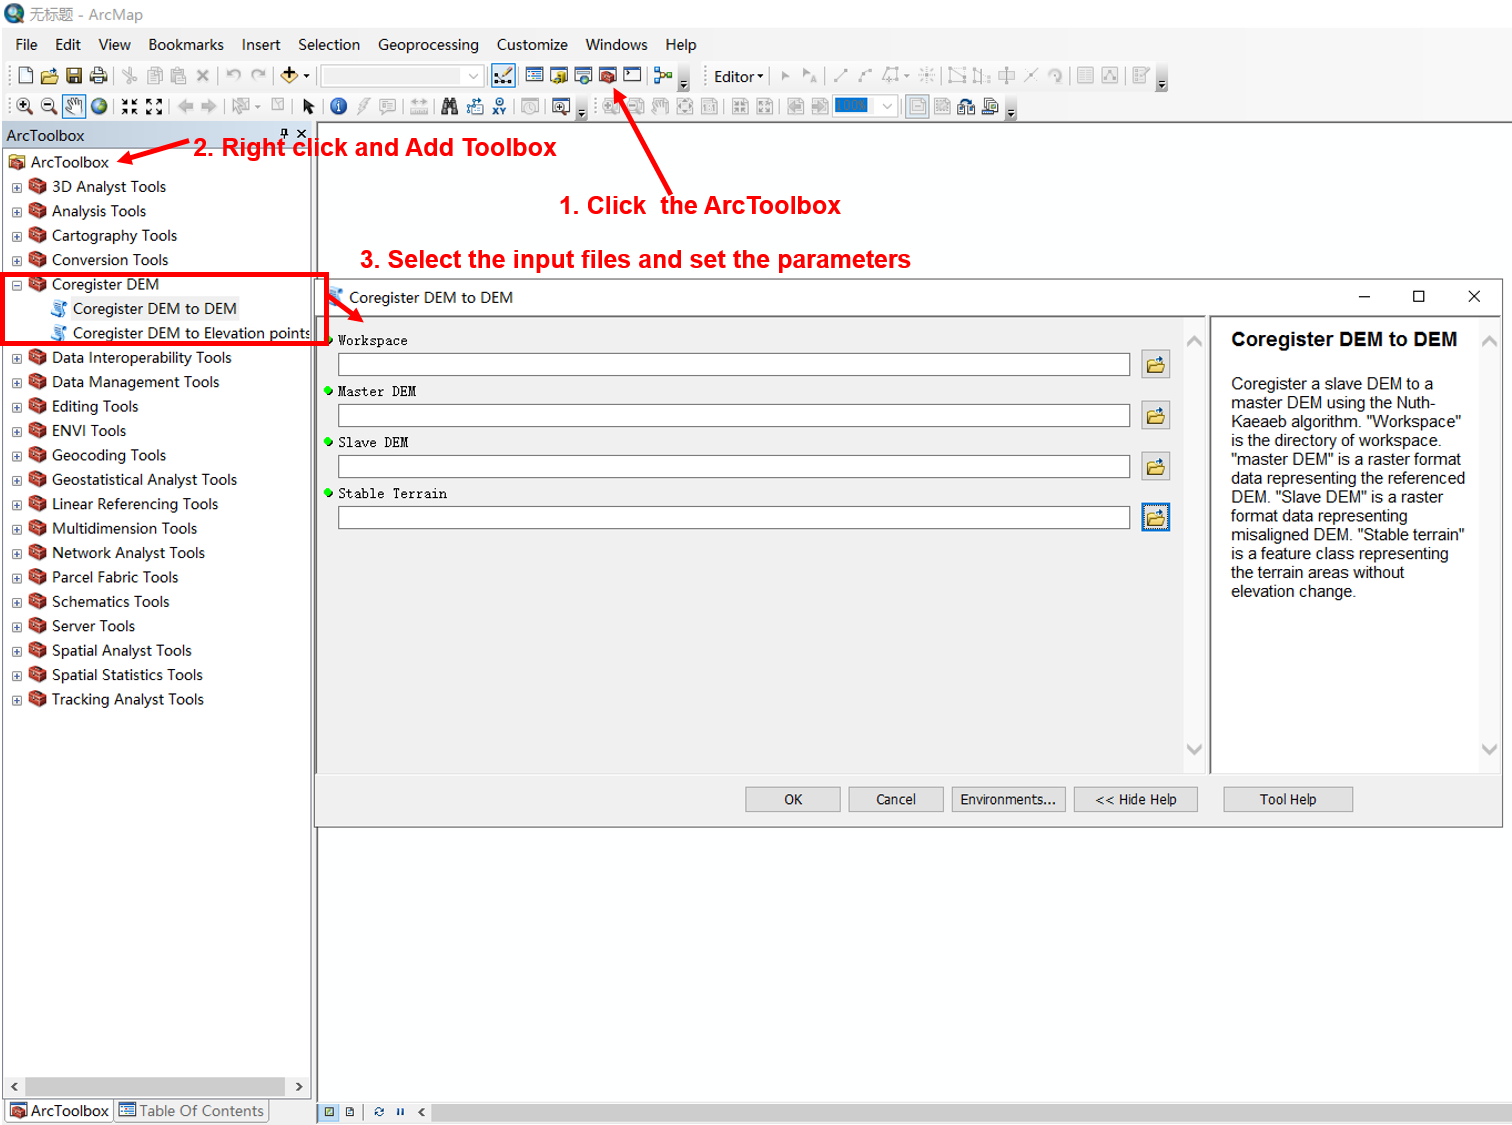 无标题 - ArcMap
File Edit View Bookmarks Insert Selection Geoprocessing Customize Windows Help
Editor
100%
ArcToolbox
2. Right click and Add Toolbox
1. Click the ArcToolbox
3. Select the input files and set the parameters
ArcToolbox
3D Analyst Tools
Analysis Tools
Cartography Tools
Conversion Tools
Coregister DEM
Coregister DEM to DEM
Coregister DEM to Elevation points
Data Interoperability Tools
Data Management Tools
Editing Tools
ENVI Tools
Geocoding Tools
Geostatistical Analyst Tools
Linear Referencing Tools
Multidimension Tools
Network Analyst Tools
Parcel Fabric Tools
Schematics Tools
Server Tools
Spatial Analyst Tools
Spatial Statistics Tools
Tracking Analyst Tools
Coregister DEM to DEM
Workspace
Master DEM
Slave DEM
Stable Terrain
Coregister DEM to DEM
Coregister a slave DEM to a
master DEM using the Nuth-
Kaeaeb algorithm. "Workspace"
is the directory of workspace.
"master DEM" is a raster format
data representing the referenced
DEM. "Slave DEM" is a raster
format data representing
misaligned DEM. "Stable terrain"
is a feature class representing
the terrain areas without
elevation change.
OK Cancel Environments... << Hide Help Tool Help
ArcToolbox Table Of Contents